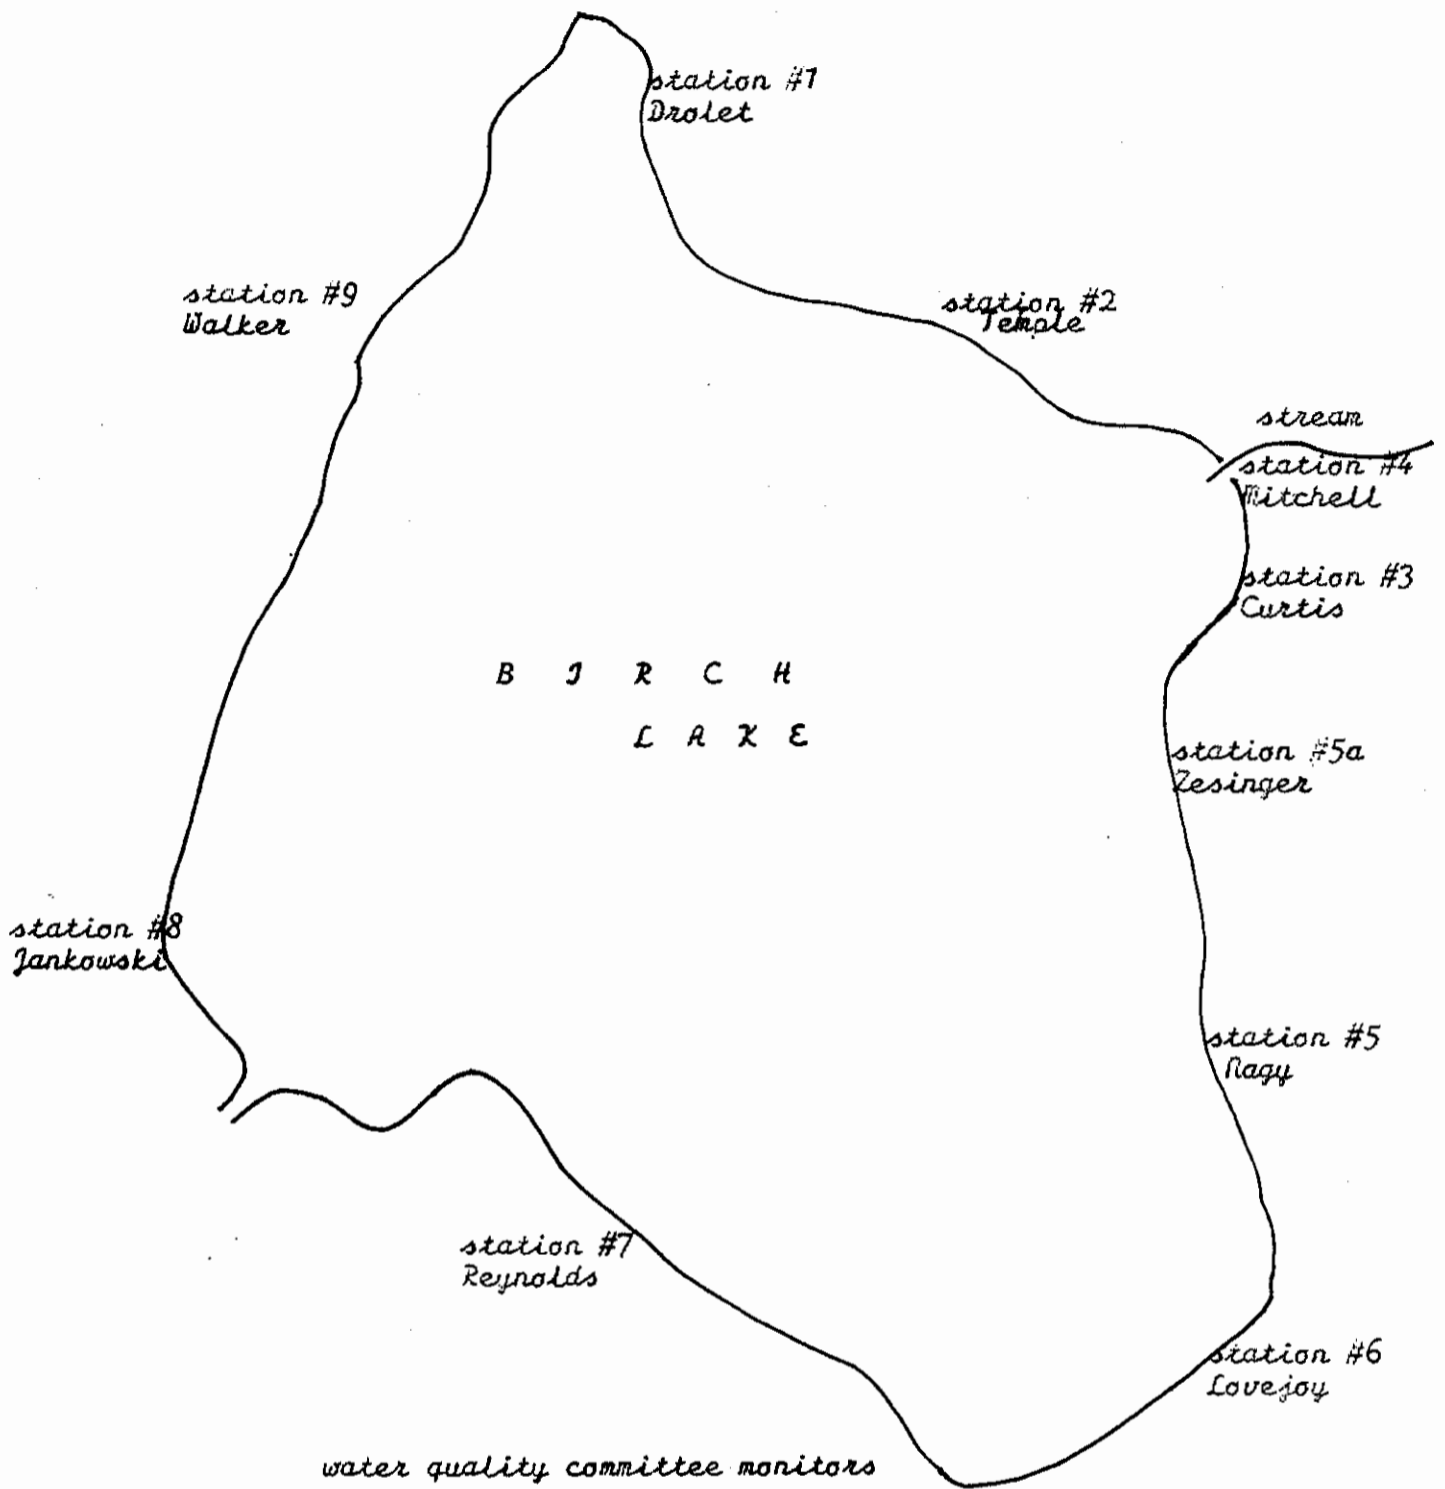 station #1
Drolet
station #9
Walker
station #2
Temple
stream
station #4
Mitchell
station #3
Curtis
B I R C H
L A K E
station #5a
Zesinger
station #8
Jankowski
station #5
Nagy
station #7
Reynolds
station #6
Lovejoy
water quality committee monitors